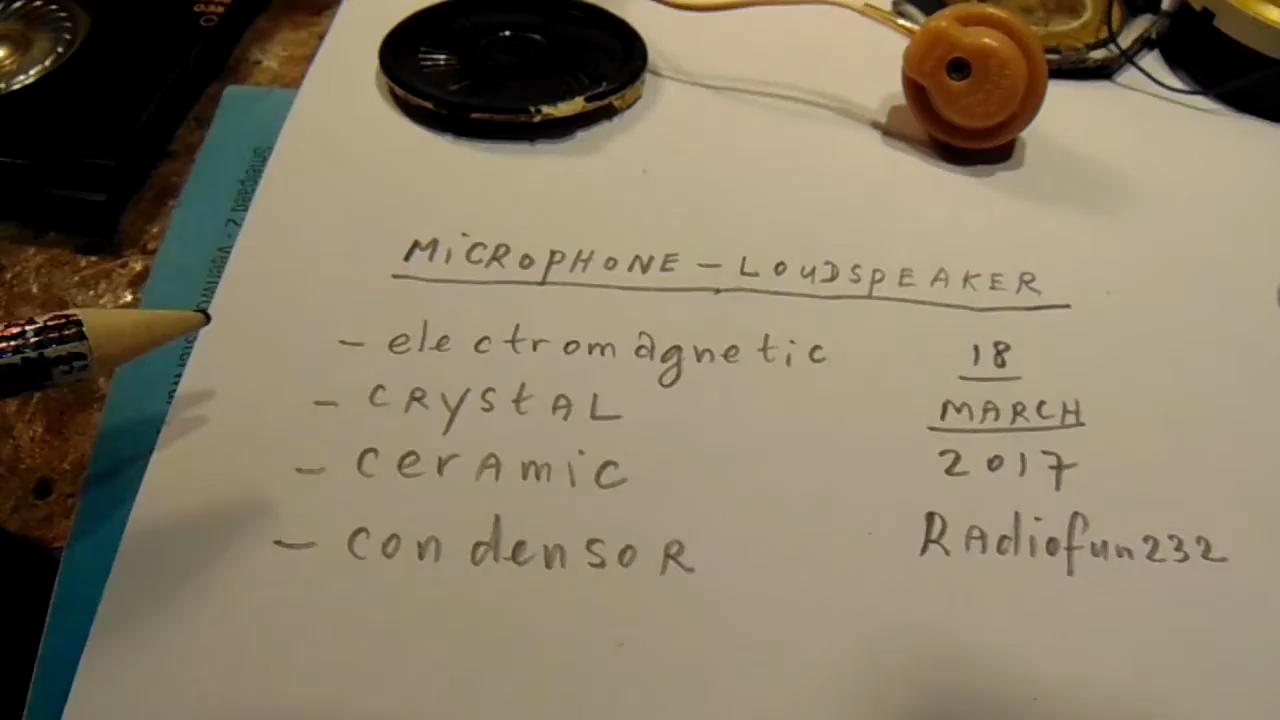 MiCROPHONE - LOUDSPEAKER
- electromagnetic
- CRYStAL
- CerAmiC
- condensoR
18
MARCH
2017
RAdiofun232